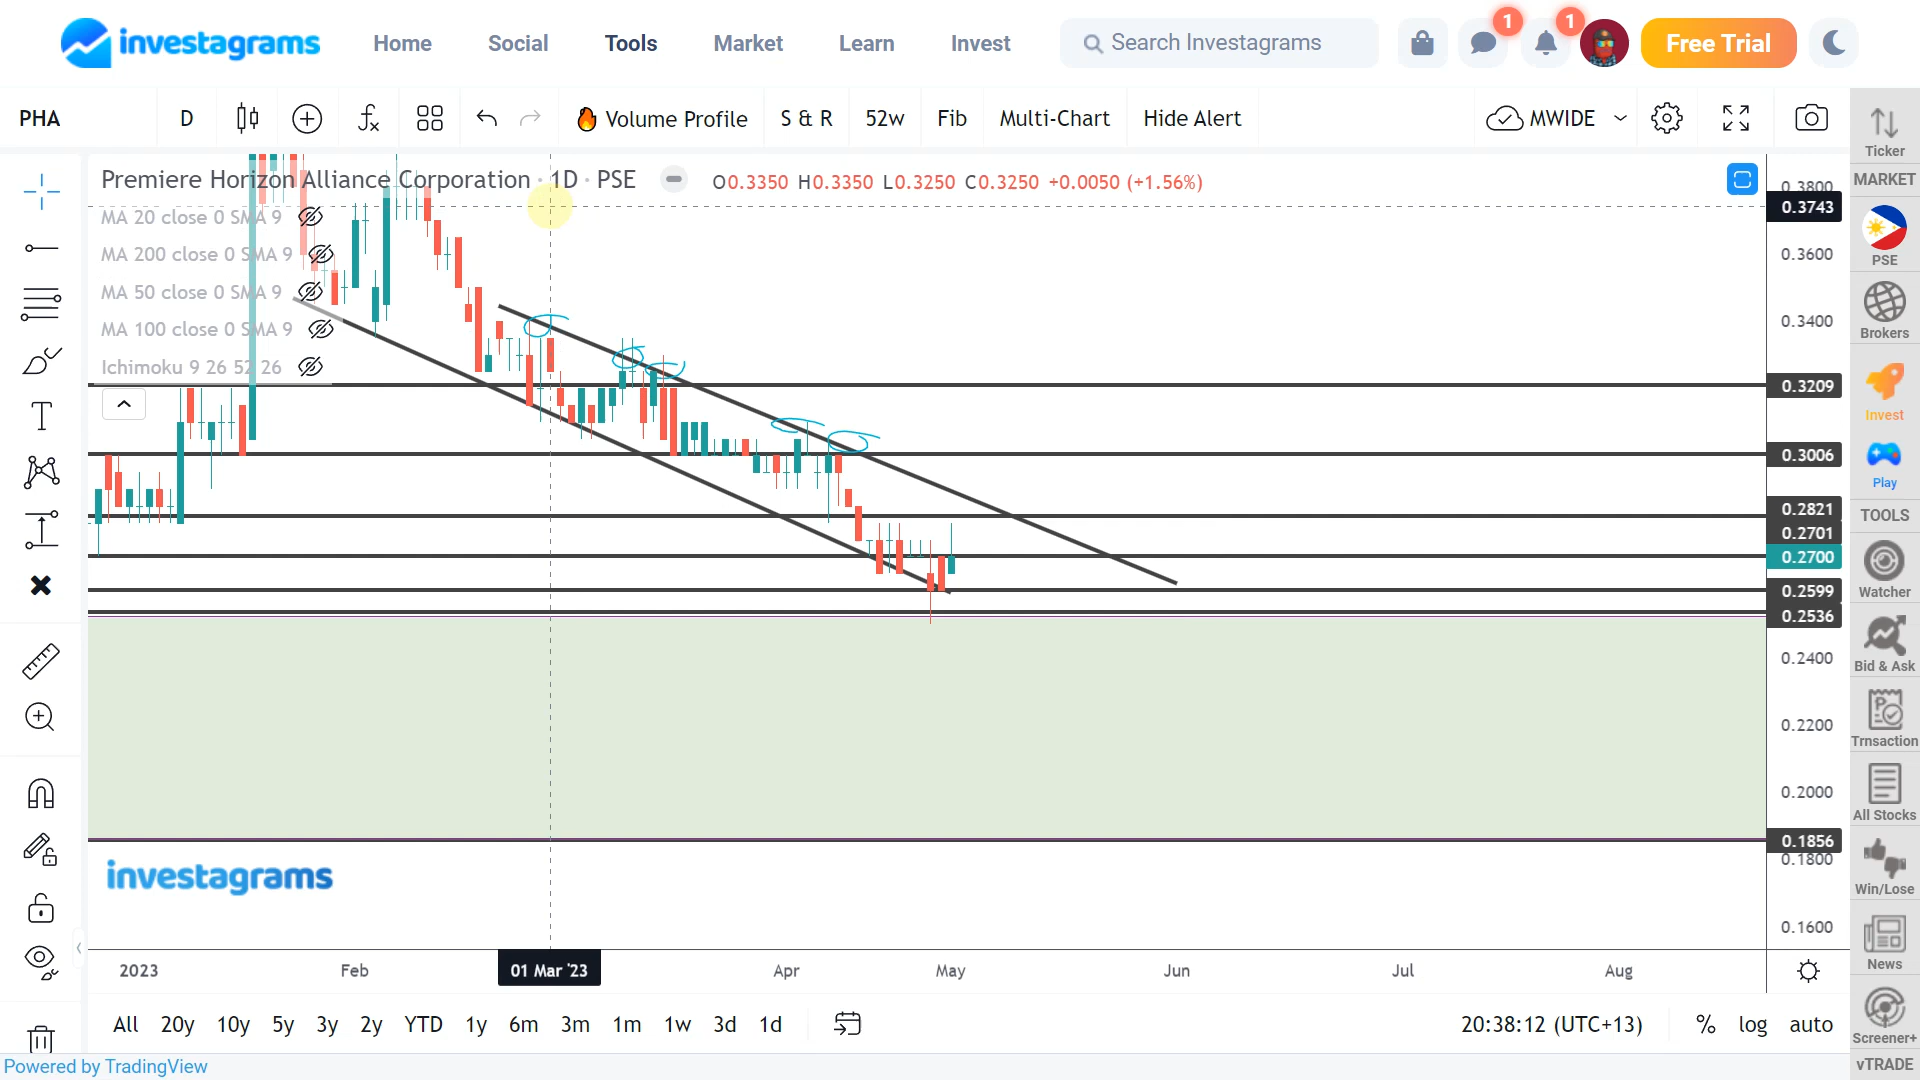 investagrams Home Social Tools Market Learn Invest Search Investagrams 1 1 Free Trial
PHA D Volume Profile S & R 52w Fib Multi-Chart Hide Alert MWIDE
Premiere Horizon Alliance Corporation · 1D · PSE O0.3350 H0.3350 L0.3250 C0.3250 +0.0050 (+1.56%)
MA 20 close 0 SMA 9
MA 200 close 0 SMA 9
MA 50 close 0 SMA 9
MA 100 close 0 SMA 9
Ichimoku 9 26 52 26
0.3800
0.3743
0.3600
0.3400
0.3209
0.3006
0.2821
0.2701
0.2700
0.2599
0.2536
0.2400
0.2200
0.2000
0.1856
0.1800
0.1600
investagrams
2023 Feb 01 Mar '23 Apr May Jun Jul Aug
All 20y 10y 5y 3y 2y YTD 1y 6m 3m 1m 1w 3d 1d 20:38:12 (UTC+13) % log auto
Powered by TradingView
Ticker
MARKET
PSE
Brokers
Invest
Play
TOOLS
Watcher
Bid & Ask
Trnsaction
All Stocks
Win/Lose
News
Screener+
vTRADE